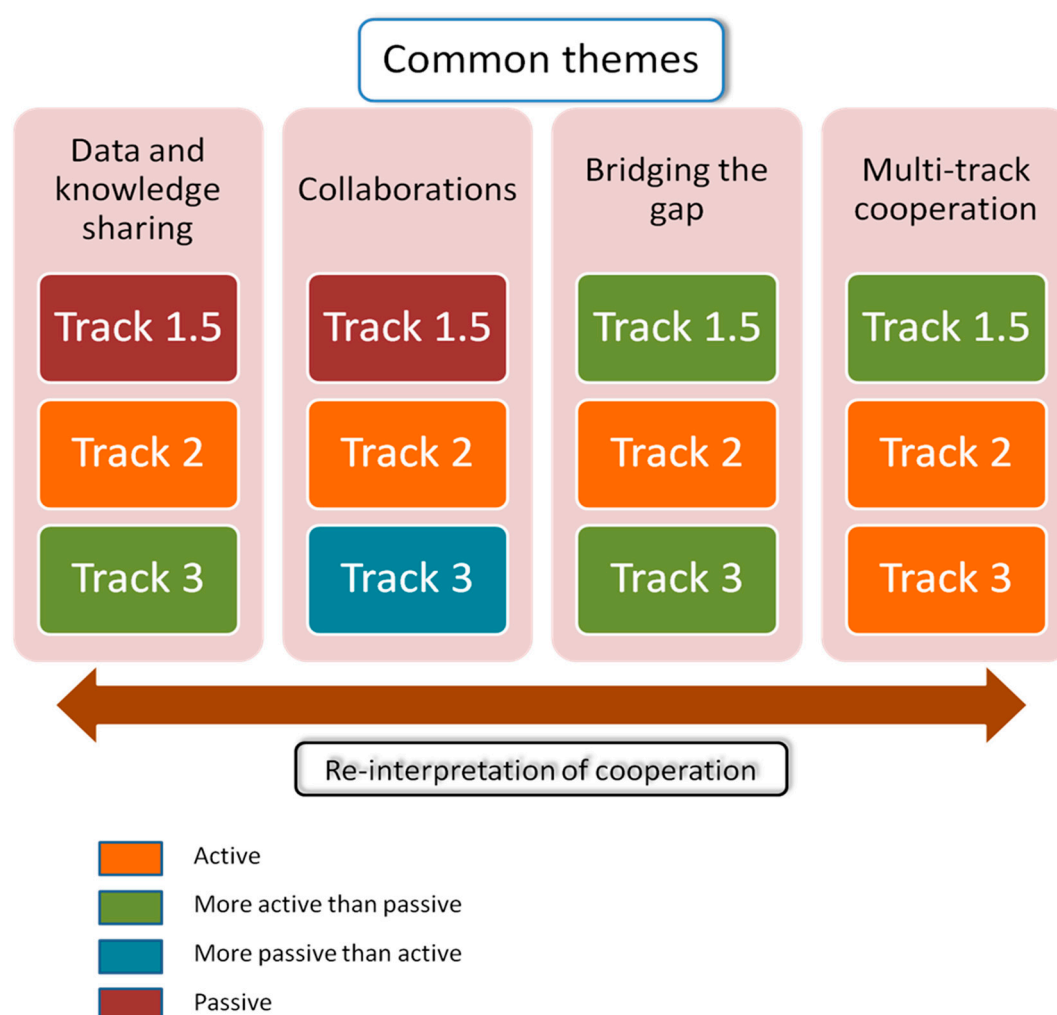 Common themes
Data and
knowledge
sharing
Track 1.5
Track 2
Track 3
Collaborations
Track 1.5
Track 2
Track 3
Bridging the
gap
Track 1.5
Track 2
Track 3
Multi-track
cooperation
Track 1.5
Track 2
Track 3
Re-interpretation of cooperation
Active
More active than passive
More passive than active
Passive